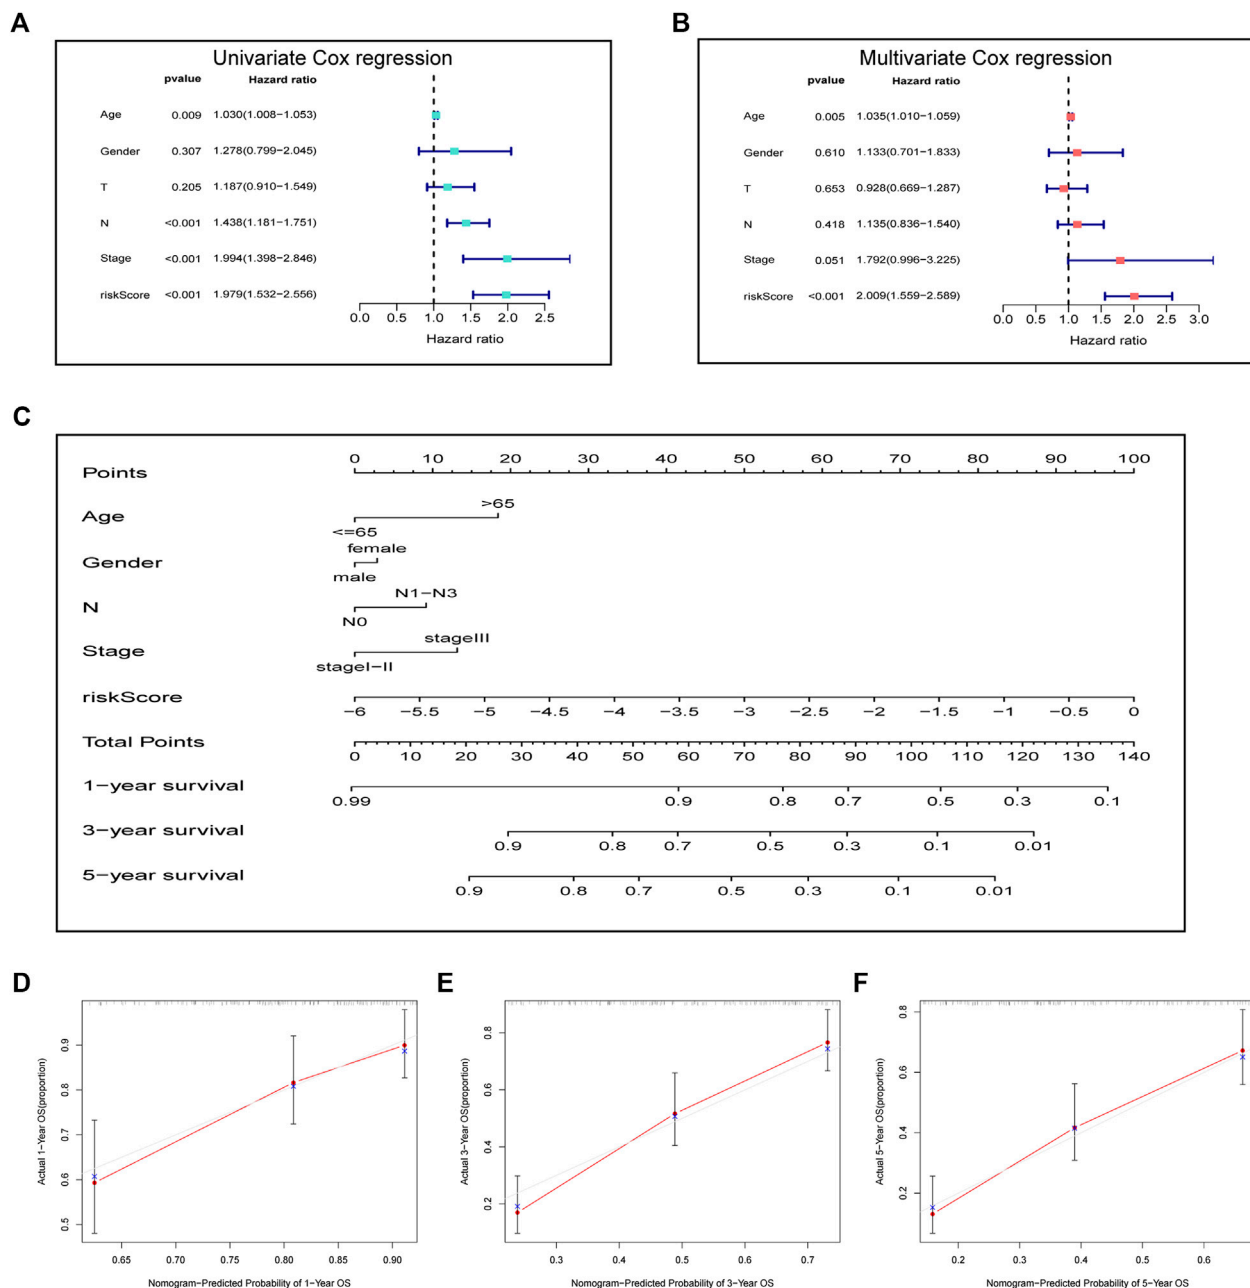 A
Univariate Cox regression
pvalue Hazard ratio
Age 0.009 1.030(1.008−1.053)
Gender 0.307 1.278(0.799−2.045)
T 0.205 1.187(0.910−1.549)
N <0.001 1.438(1.181−1.751)
Stage <0.001 1.994(1.398−2.846)
riskScore <0.001 1.979(1.532−2.556)
0.0 0.5 1.0 1.5 2.0 2.5
Hazard ratio
B
Multivariate Cox regression
pvalue Hazard ratio
Age 0.005 1.035(1.010−1.059)
Gender 0.610 1.133(0.701−1.833)
T 0.653 0.928(0.669−1.287)
N 0.418 1.135(0.836−1.540)
Stage 0.051 1.792(0.996−3.225)
riskScore <0.001 2.009(1.559−2.589)
0.0 0.5 1.0 1.5 2.0 2.5 3.0
Hazard ratio
C
Points 0 10 20 30 40 50 60 70 80 90 100
>65
Age
<=65
female
Gender
male
N1−N3
N
N0
stageIII
Stage
stageI−II
riskScore
−6 −5.5 −5 −4.5 −4 −3.5 −3 −2.5 −2 −1.5 −1 −0.5 0
Total Points
0 10 20 30 40 50 60 70 80 90 100 110 120 130 140
1−year survival
0.99 0.9 0.8 0.7 0.5 0.3 0.1
3−year survival
0.9 0.8 0.7 0.5 0.3 0.1 0.01
5−year survival
0.9 0.8 0.7 0.5 0.3 0.1 0.01
D
Actual 1−Year OS(proportion)
0.5 0.6 0.7 0.8 0.9
0.65 0.70 0.75 0.80 0.85 0.90
Nomogram−Predicted Probability of 1−Year OS
E
Actual 3−Year OS(proportion)
0.2 0.4 0.6 0.8
0.3 0.4 0.5 0.6 0.7
Nomogram−Predicted Probability of 3−Year OS
F
Actual 5−Year OS(proportion)
0.2 0.4 0.6 0.8
0.2 0.3 0.4 0.5 0.6
Nomogram−Predicted Probability of 5−Year OS